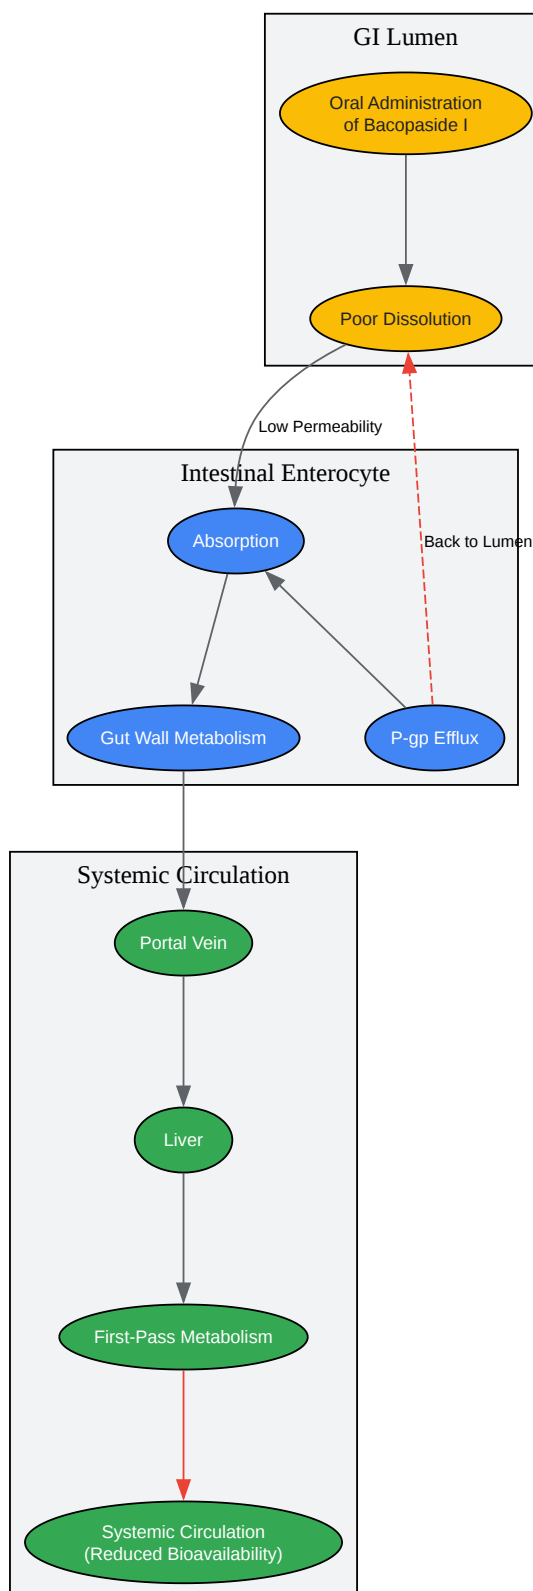 GI Lumen
Oral Administration
of Bacopaside I
Poor Dissolution
Low Permeability
Intestinal Enterocyte
Absorption
Back to Lumen
Gut Wall Metabolism
P-gp Efflux
Systemic Circulation
Portal Vein
Liver
First-Pass Metabolism
Systemic Circulation
(Reduced Bioavailability)